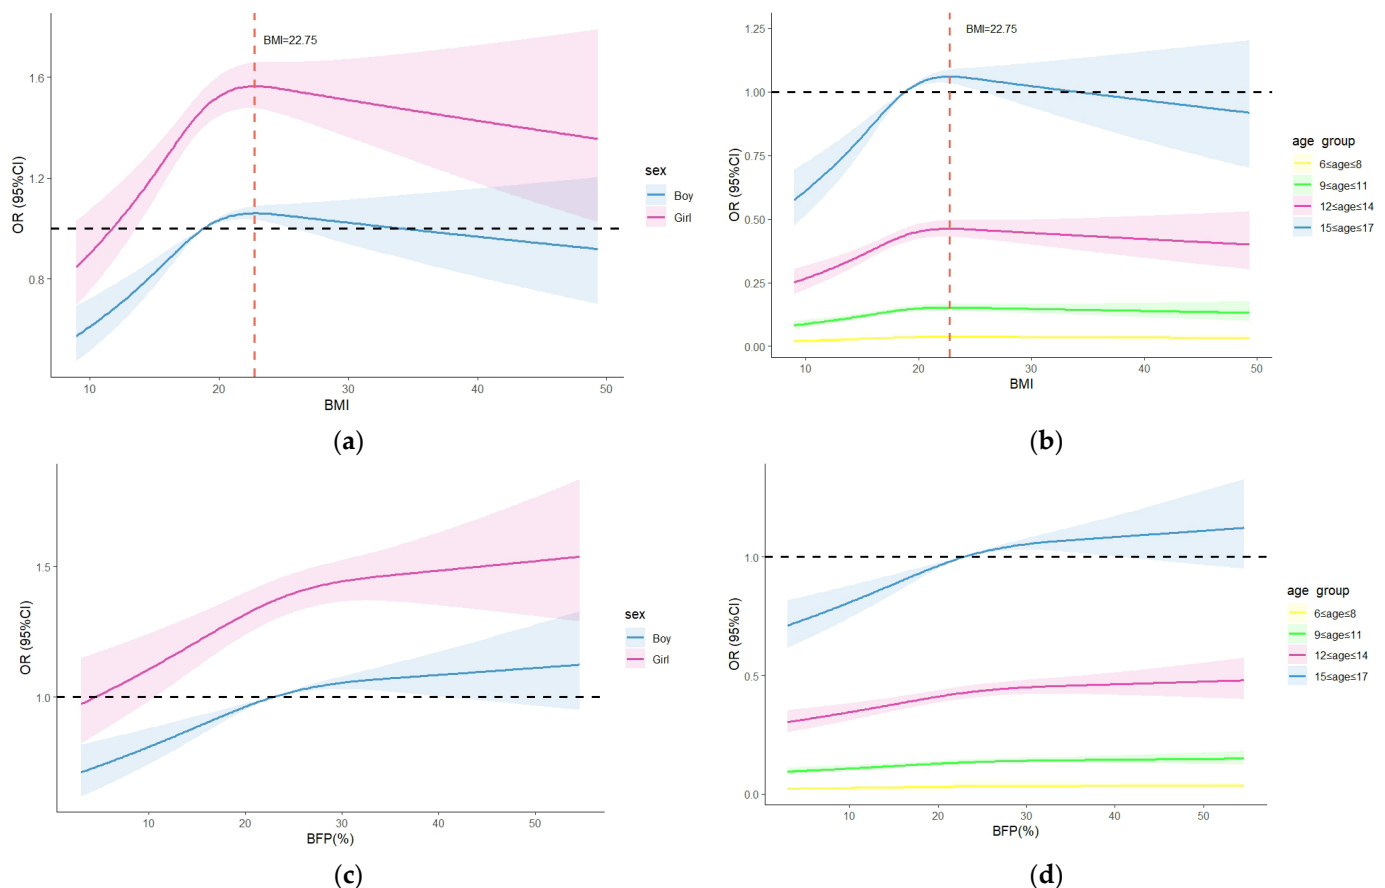 BMI=22.75
OR (95%CI)
1.6
1.2
0.8
10
20
30
40
50
BMI
sex
Boy
Girl
(a)
BMI=22.75
OR (95%CI)
1.25
1.00
0.75
0.50
0.25
0.00
10
20
30
40
50
BMI
age group
6≤age≤8
9≤age≤11
12≤age≤14
15≤age≤17
(b)
OR (95%CI)
1.5
1.0
10
20
30
40
50
BFP(%)
sex
Boy
Girl
(c)
OR (95%CI)
1.0
0.5
0.0
10
20
30
40
50
BFP(%)
age group
6≤age≤8
9≤age≤11
12≤age≤14
15≤age≤17
(d)